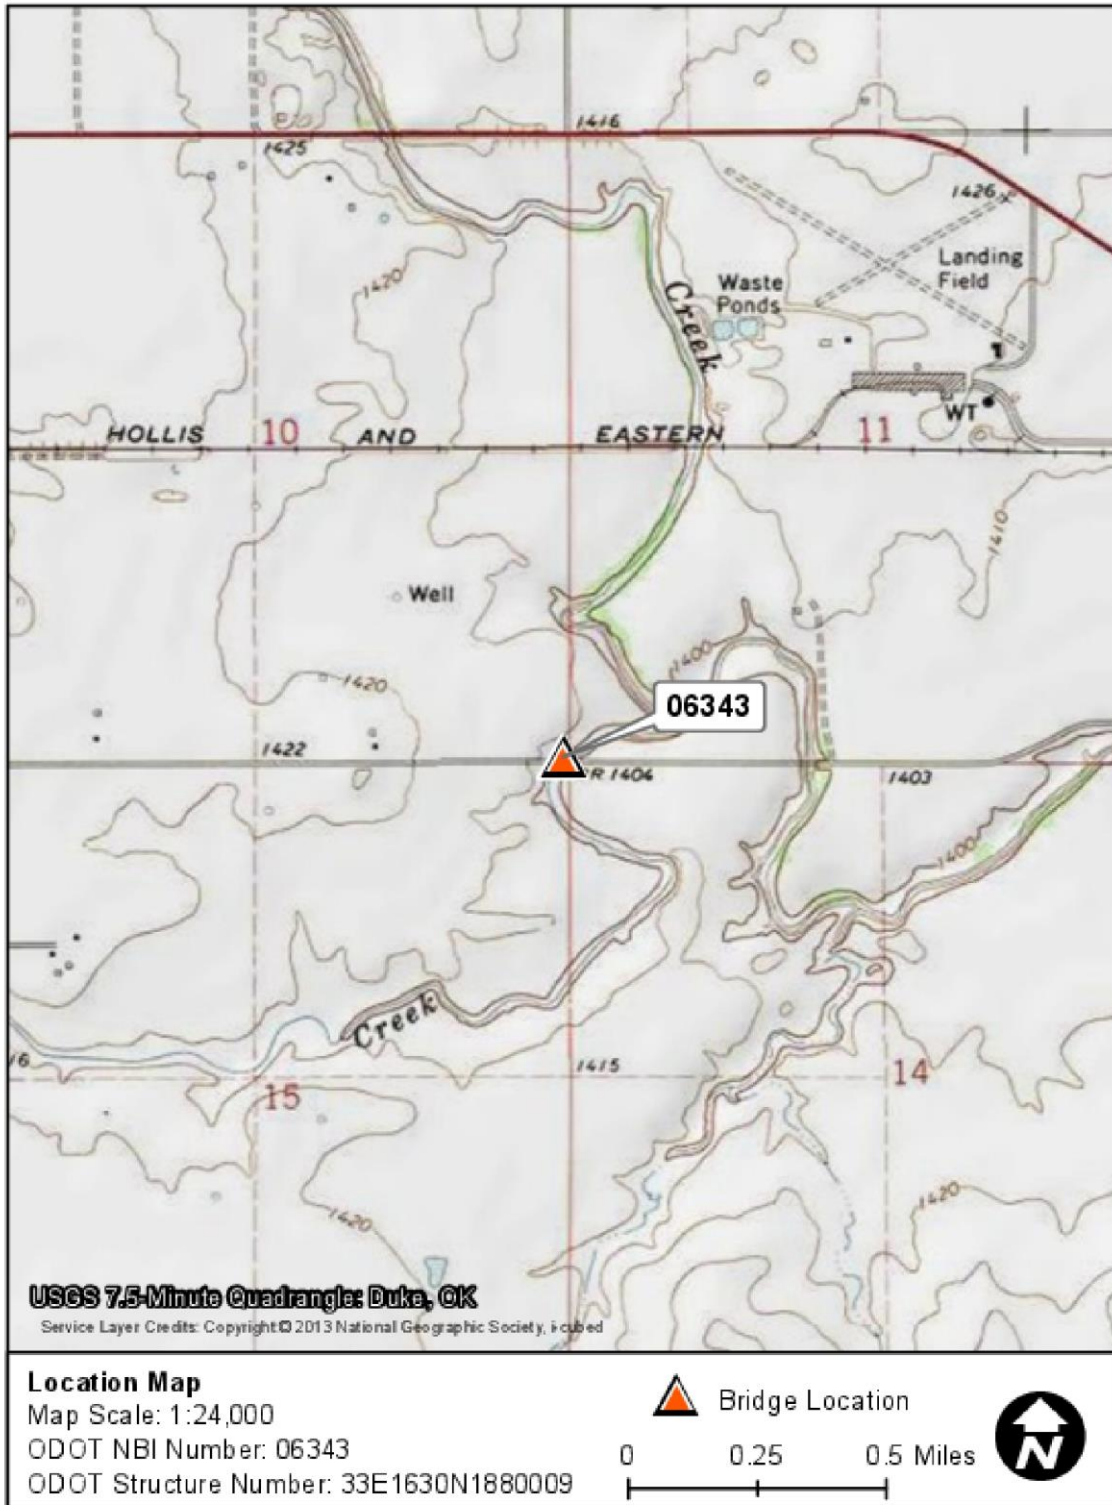 1416
1425
1426
Landing
Field
1420
Waste
Ponds
Creek
WT
HOLLIS 10 AND EASTERN 11
1410
Well
1400
1420
06343
1422
R 1404
1403
1400
Creek
16
1415
14
15
1420
1420
USGS 7.5-Minute Quadrangle: Duke, OK
Service Layer Credits: Copyright:© 2013 National Geographic Society, i-cubed
Location Map
Map Scale: 1:24,000
ODOT NBI Number: 06343
ODOT Structure Number: 33E1630N1880009
Bridge Location
0 0.25 0.5 Miles
N